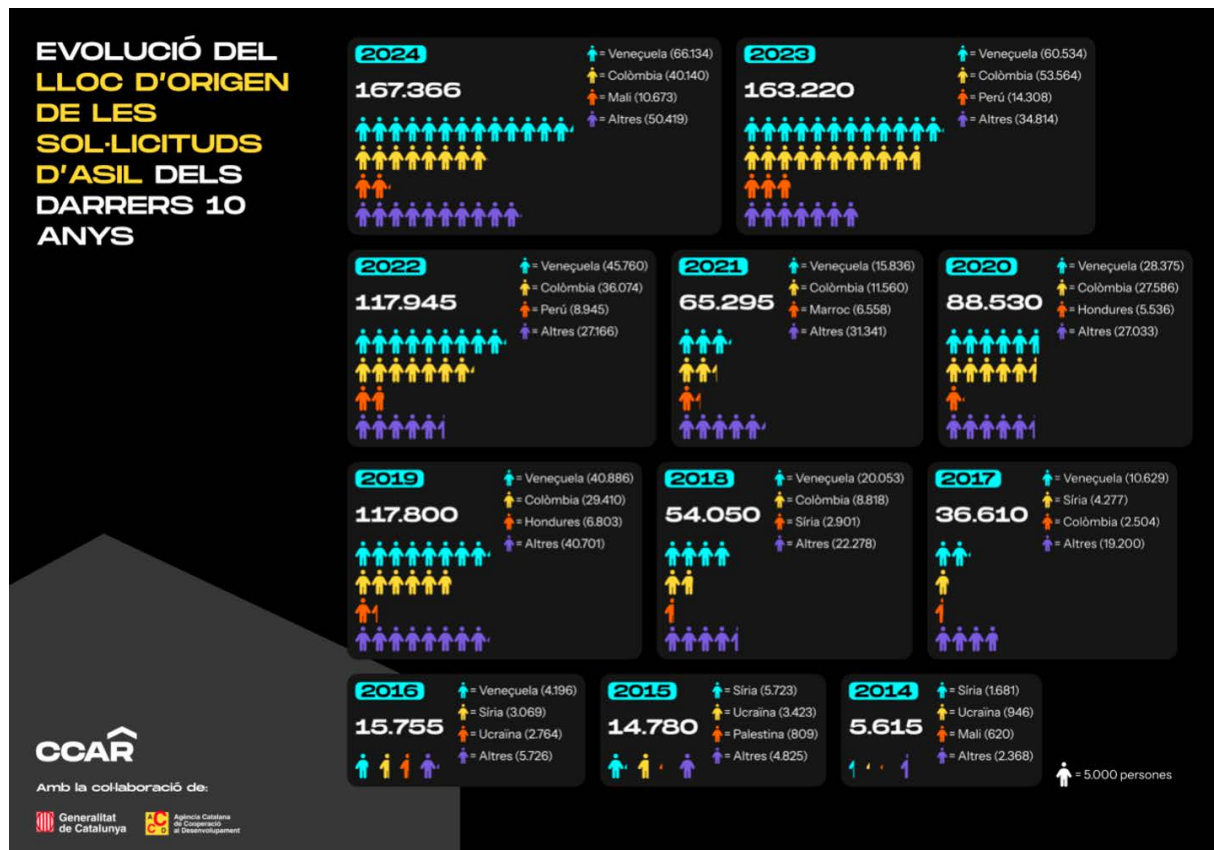 EVOLUCIÓ DEL
LLOC D'ORIGEN
DE LES
SOL·LICITUDS
D'ASIL DELS
DARRERS 10
ANYS
2024
167.366
= Veneçuela (66.134)
= Colòmbia (40.140)
= Mali (10.673)
= Altres (50.419)
2023
163.220
= Veneçuela (60.534)
= Colòmbia (53.564)
= Perú (14.308)
= Altres (34.814)
2022
117.945
= Veneçuela (45.760)
= Colòmbia (36.074)
= Perú (8.945)
= Altres (27.166)
2021
65.295
= Veneçuela (15.836)
= Colòmbia (11.560)
= Marroc (6.558)
= Altres (31.341)
2020
88.530
= Veneçuela (28.375)
= Colòmbia (27.586)
= Hondures (5.536)
= Altres (27.033)
2019
117.800
= Veneçuela (40.886)
= Colòmbia (29.410)
= Hondures (6.803)
= Altres (40.701)
2018
54.050
= Veneçuela (20.053)
= Colòmbia (8.818)
= Síria (2.901)
= Altres (22.278)
2017
36.610
= Veneçuela (10.629)
= Síria (4.277)
= Colòmbia (2.504)
= Altres (19.200)
2016
15.755
= Veneçuela (4.196)
= Síria (3.069)
= Ucraïna (2.764)
= Altres (5.726)
2015
14.780
= Síria (5.723)
= Ucraïna (3.423)
= Palestina (809)
= Altres (4.825)
2014
5.615
= Síria (1.681)
= Ucraïna (946)
= Mali (620)
= Altres (2.368)
= 5.000 persones
CCAR
Amb la col·laboració de:
Generalitat
de Catalunya
A C
C D
Agència Catalana
de Cooperació
al Desenvolupament